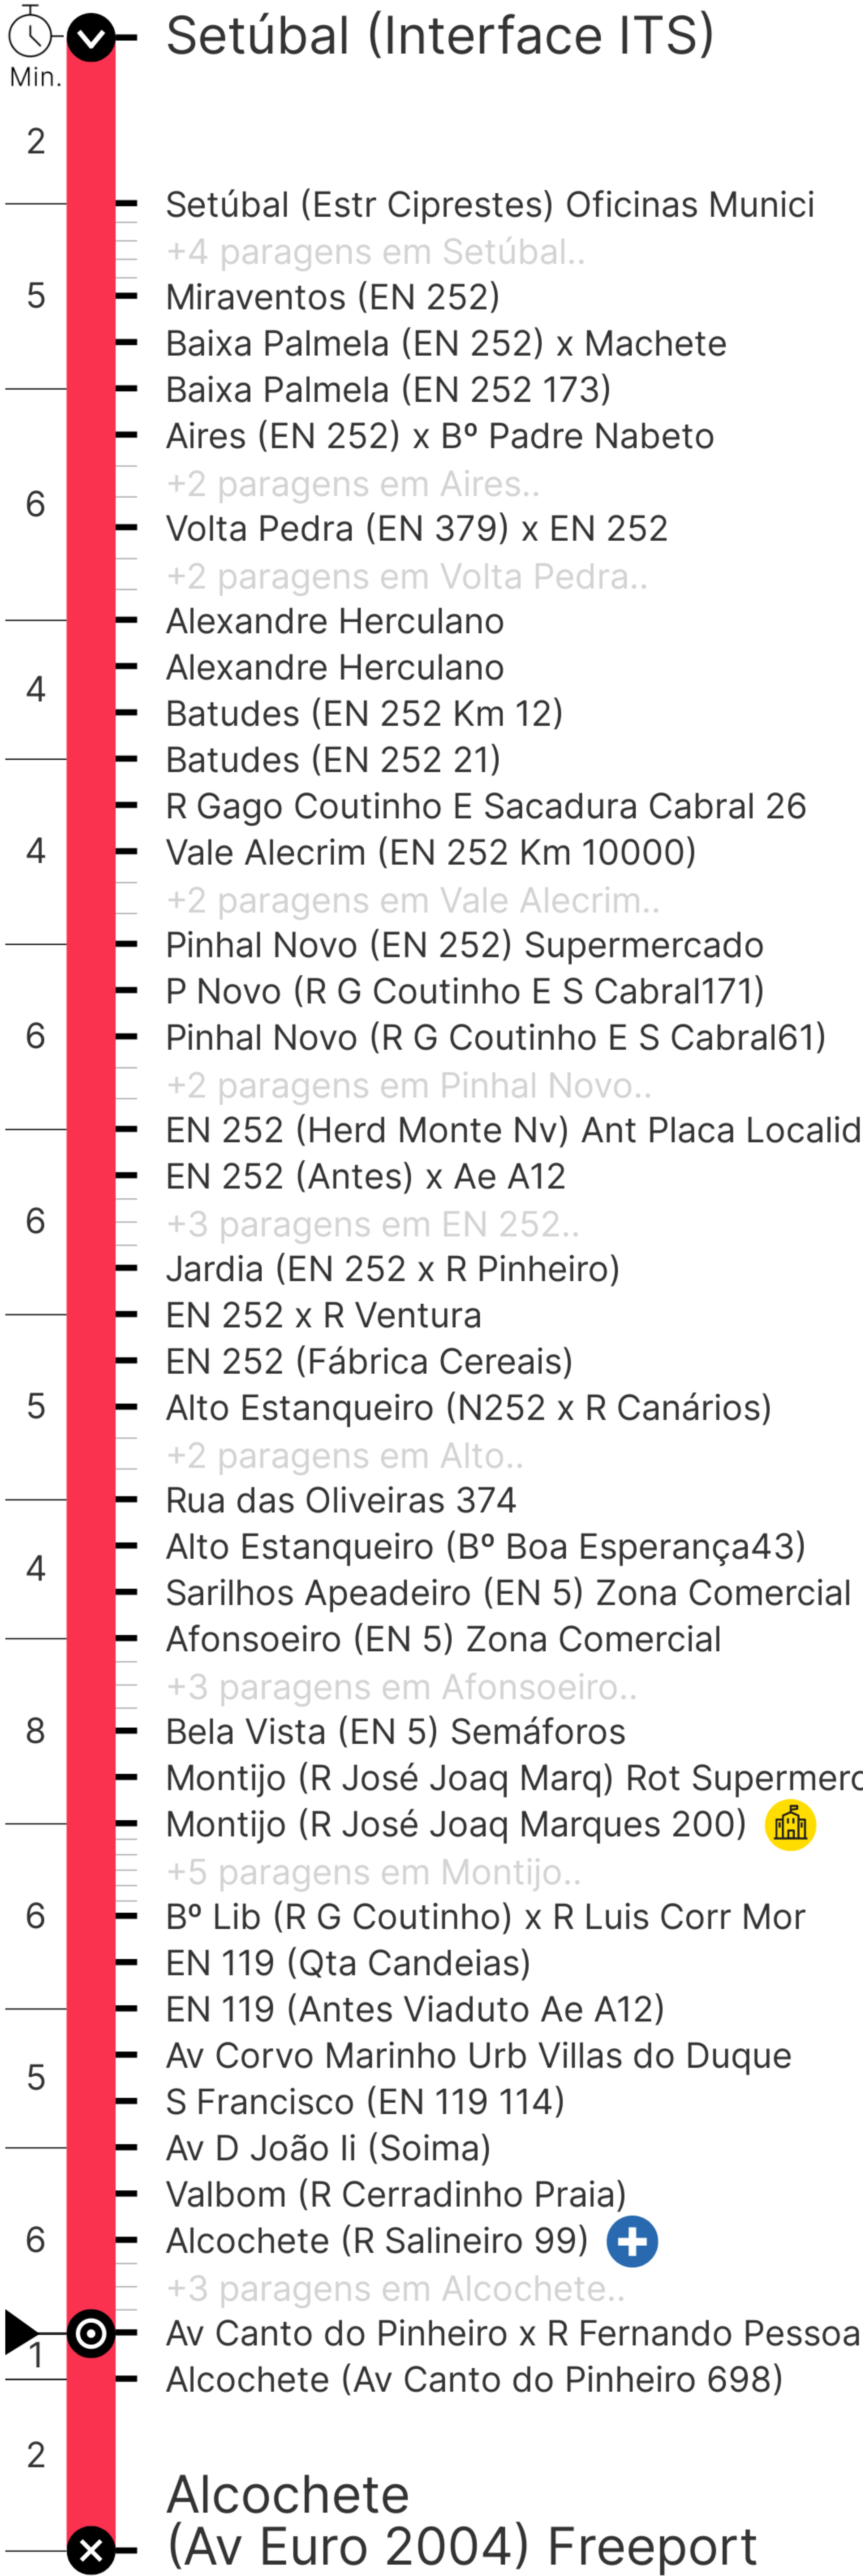 Setúbal (Interface ITS)
Min.
2
Setúbal (Estr Ciprestes) Oficinas Munici
+4 paragens em Setúbal..
5
Miraventos (EN 252)
Baixa Palmela (EN 252) x Machete
Baixa Palmela (EN 252 173)
Aires (EN 252) x Bº Padre Nabeto
+2 paragens em Aires..
6
Volta Pedra (EN 379) x EN 252
+2 paragens em Volta Pedra..
Alexandre Herculano
Alexandre Herculano
4
Batudes (EN 252 Km 12)
Batudes (EN 252 21)
R Gago Coutinho E Sacadura Cabral 26
4
Vale Alecrim (EN 252 Km 10000)
+2 paragens em Vale Alecrim..
Pinhal Novo (EN 252) Supermercado
P Novo (R G Coutinho E S Cabral171)
6
Pinhal Novo (R G Coutinho E S Cabral61)
+2 paragens em Pinhal Novo..
EN 252 (Herd Monte Nv) Ant Placa Localid
EN 252 (Antes) x Ae A12
6
+3 paragens em EN 252..
Jardia (EN 252 x R Pinheiro)
EN 252 x R Ventura
EN 252 (Fábrica Cereais)
5
Alto Estanqueiro (N252 x R Canários)
+2 paragens em Alto..
Rua das Oliveiras 374
Alto Estanqueiro (Bº Boa Esperança43)
4
Sarilhos Apeadeiro (EN 5) Zona Comercial
Afonsoeiro (EN 5) Zona Comercial
+3 paragens em Afonsoeiro..
8
Bela Vista (EN 5) Semáforos
Montijo (R José Joaq Marq) Rot Supermerc
Montijo (R José Joaq Marques 200)
+5 paragens em Montijo..
6
Bº Lib (R G Coutinho) x R Luis Corr Mor
EN 119 (Qta Candeias)
EN 119 (Antes Viaduto Ae A12)
Av Corvo Marinho Urb Villas do Duque
5
S Francisco (EN 119 114)
Av D João Ii (Soima)
Valbom (R Cerradinho Praia)
6
Alcochete (R Salineiro 99)
+3 paragens em Alcochete..
Av Canto do Pinheiro x R Fernando Pessoa
1
Alcochete (Av Canto do Pinheiro 698)
2
Alcochete
(Av Euro 2004) Freeport